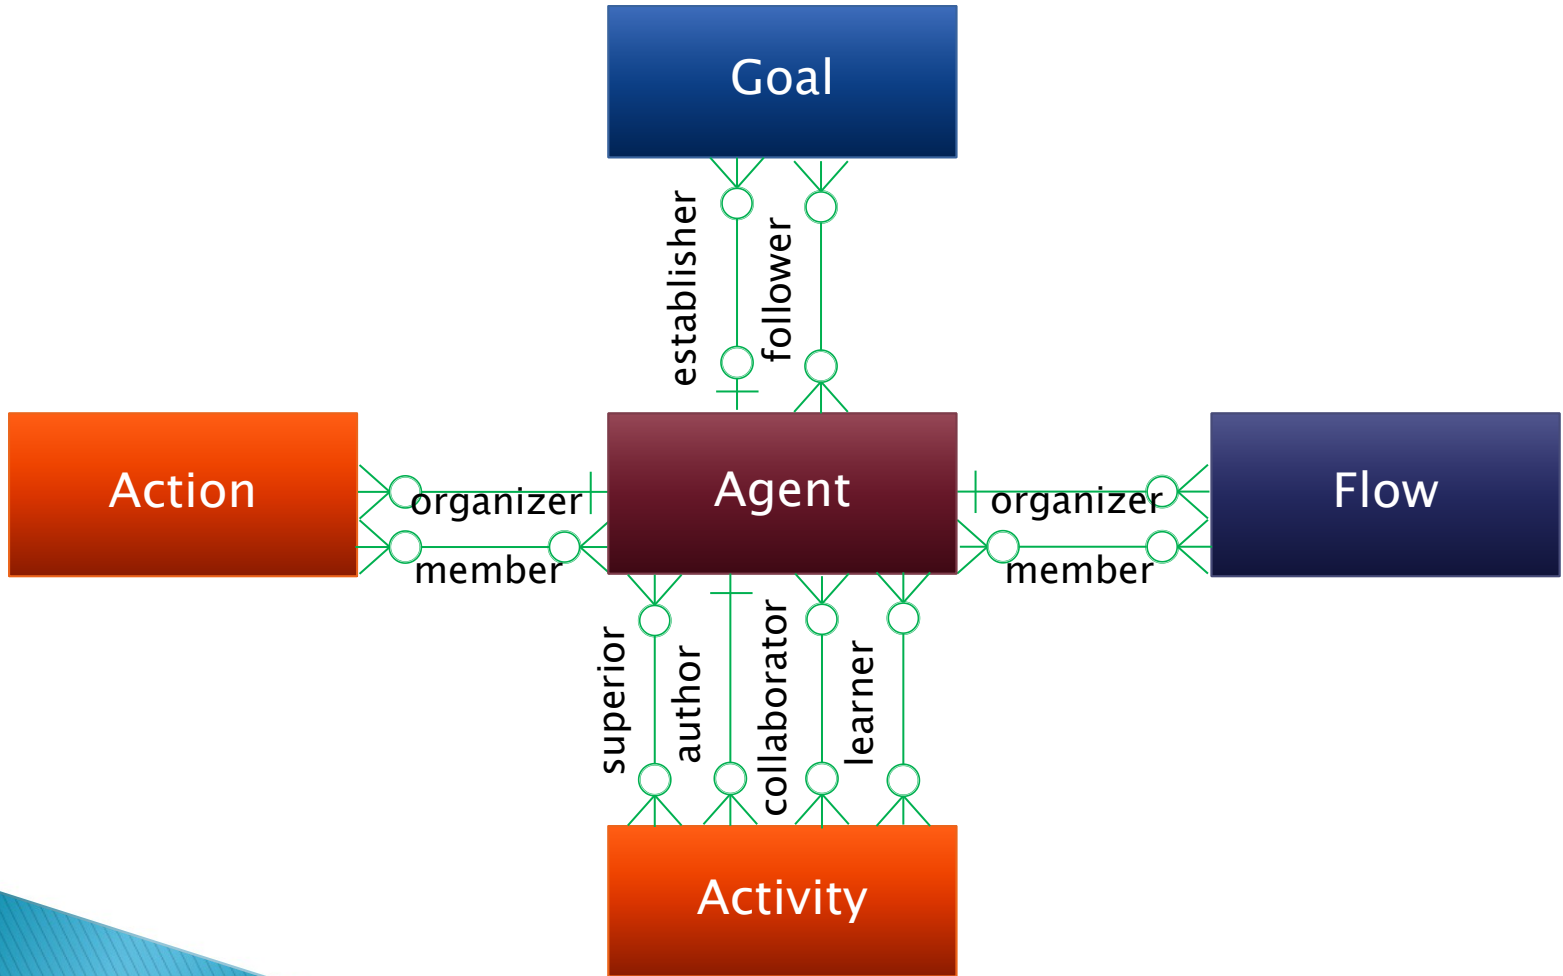 Goal
establisher
follower
Action
organizer
member
Agent
organizer
member
Flow
superior
author
collaborator
learner
Activity